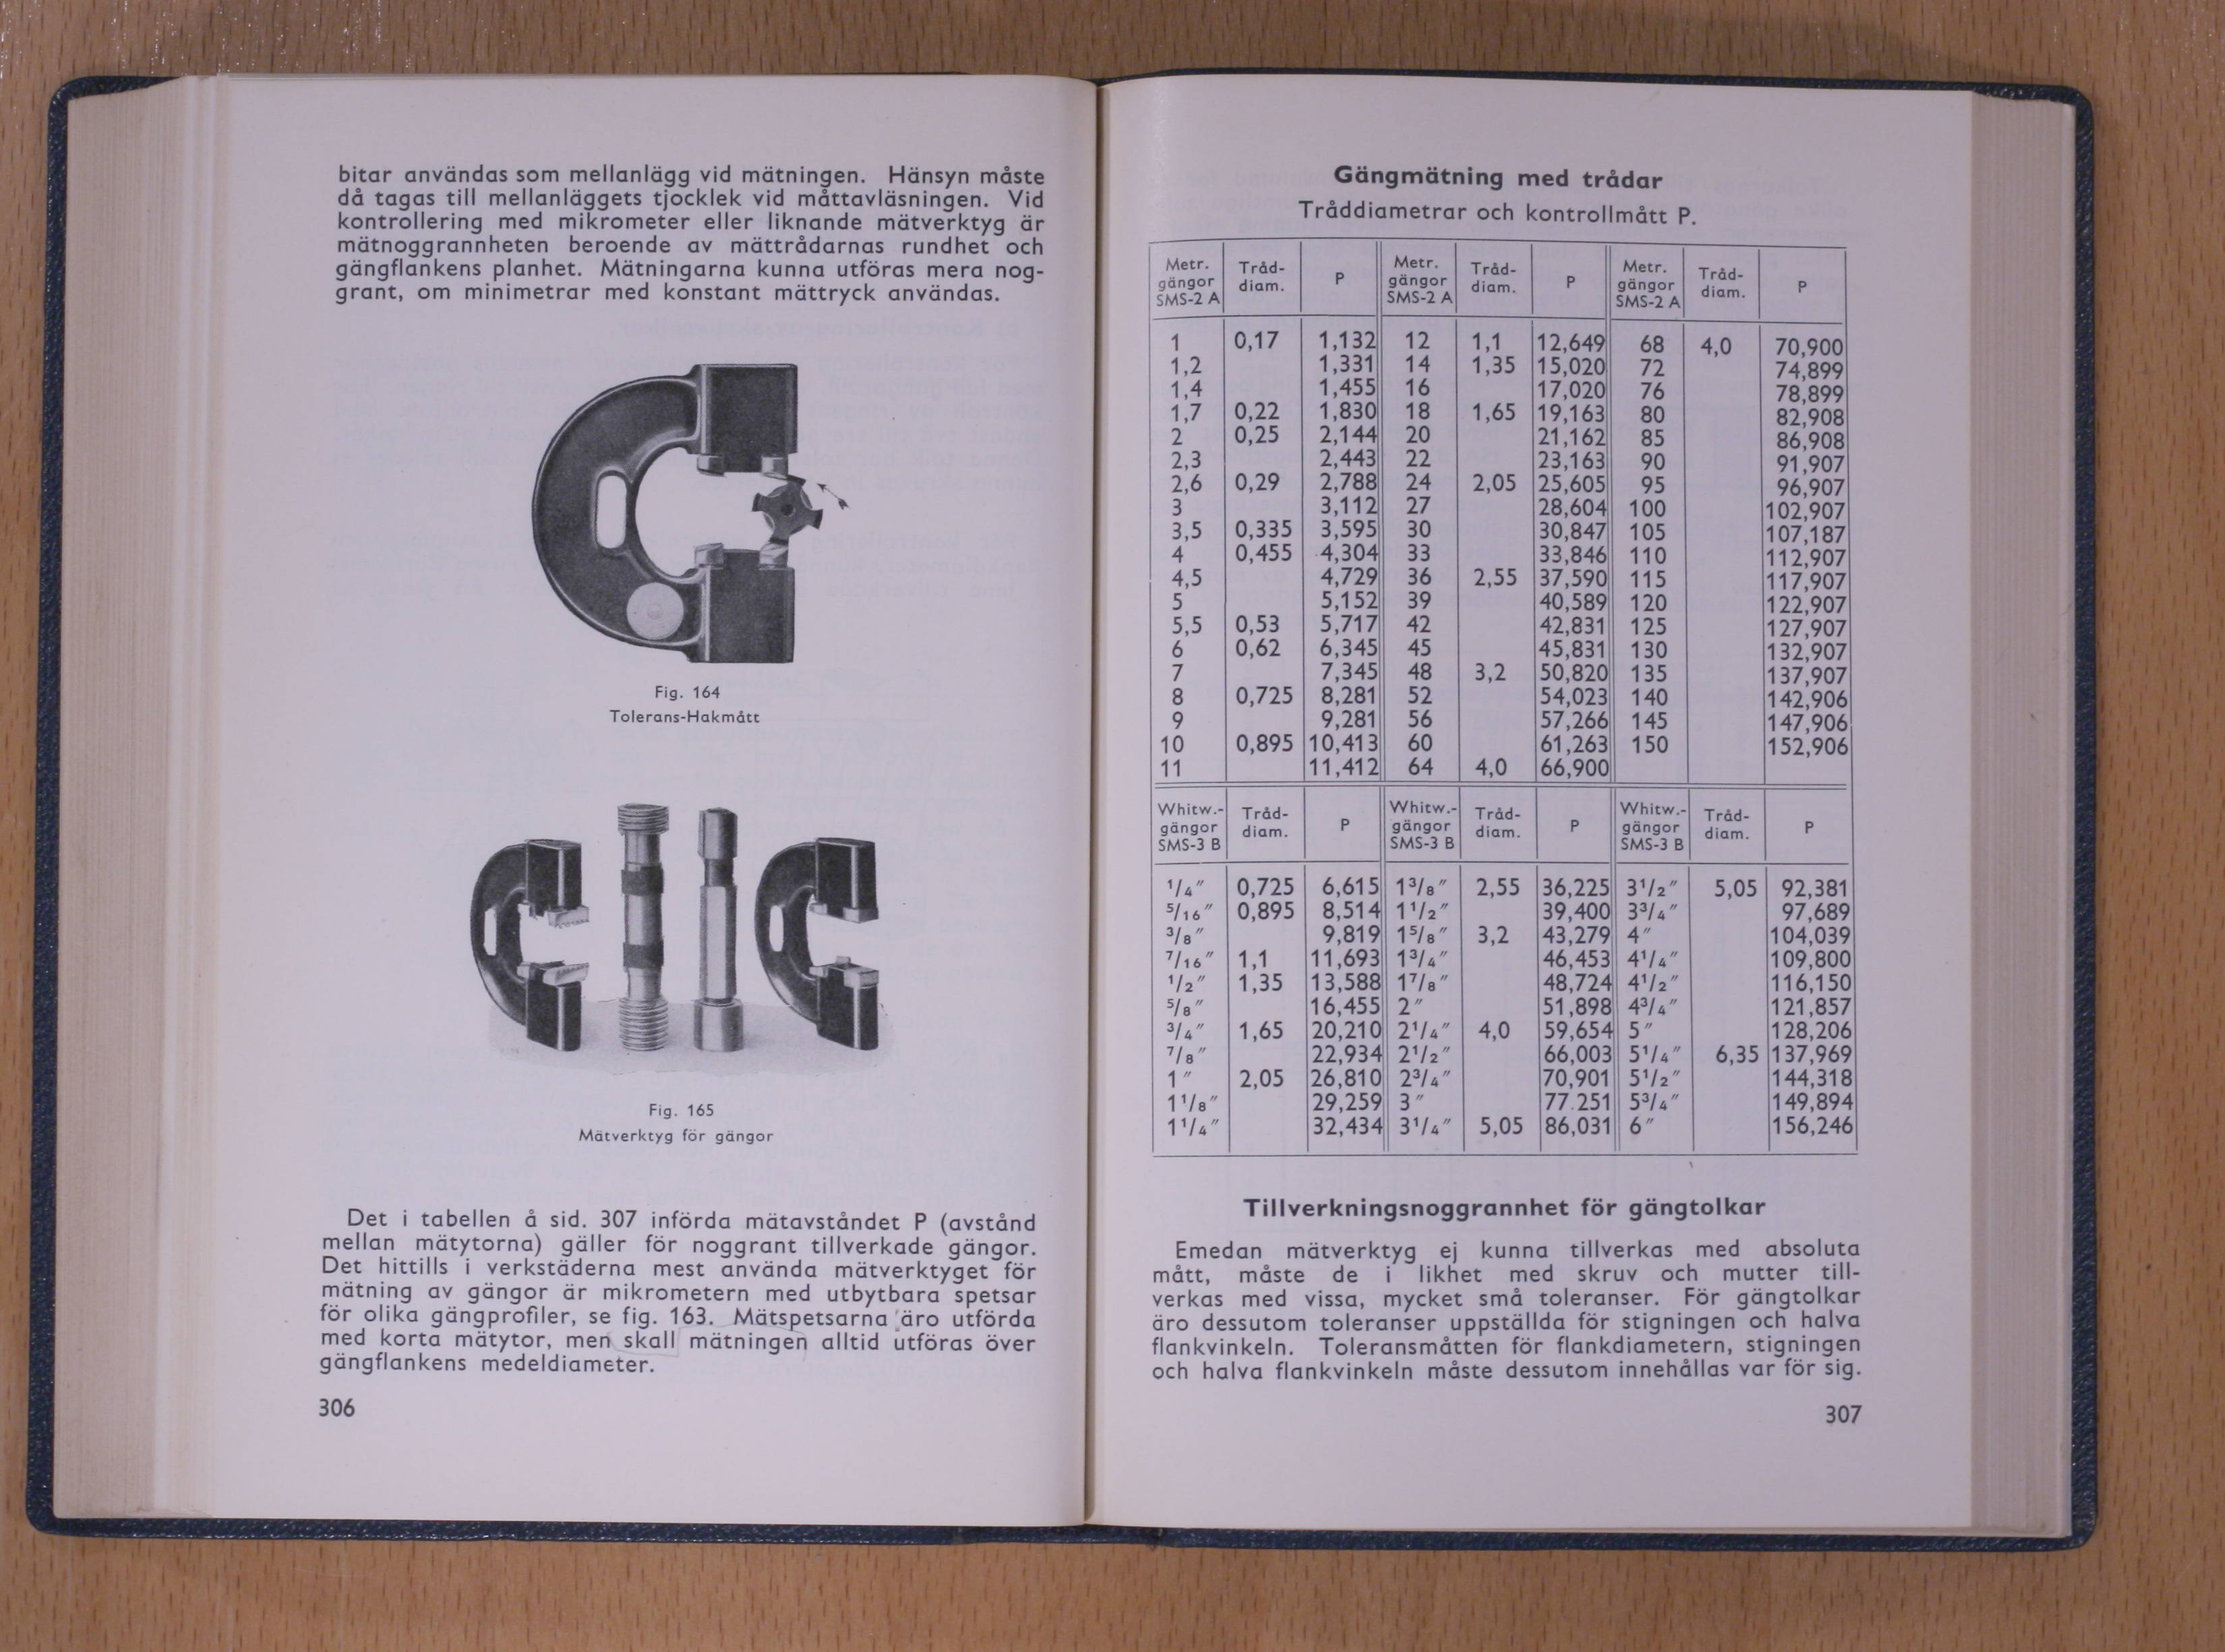 bitar användas som mellanlägg vid mätningen. Hänsyn måste
då tagas till mellanläggets tjocklek vid måttavläsningen. Vid
kontrollering med mikrometer eller liknande mätverktyg är
mätnoggrannheten beroende av mättrådarnas rundhet och
gängflankens planhet. Mätningarna kunna utföras mera nog-
grant, om minimetrar med konstant mättryck användas.
Fig. 164
Tolerans-Hakmått
Fig. 165
Mätverktyg för gängor
Det i tabellen å sid. 307 införda mätavståndet P (avstånd
mellan mätytorna) gäller för noggrant tillverkade gängor.
Det hittills i verkstäderna mest använda mätverktyget för
mätning av gängor är mikrometern med utbytbara spetsar
för olika gängprofiler, se fig. 163. Mätspetsarna äro utförda
med korta mätytor, men skall mätningen alltid utföras över
gängflankens medeldiameter.
306
Gängmätning med trådar
Tråddiametrar och kontrollmått P.
Metr. gängor SMS-2 A Tråd- diam. P Metr. gängor SMS-2 A Tråd- diam. P Metr. gängor SMS-2 A Tråd- diam. P
1 0,17 1,132 12 1,1 12,649 68 4,0 70,900
1,2 1,331 14 1,35 15,020 72 74,899
1,4 1,455 16 17,020 76 78,899
1,7 0,22 1,830 18 1,65 19,163 80 82,908
2 0,25 2,144 20 21,162 85 86,908
2,3 2,443 22 23,163 90 91,907
2,6 0,29 2,788 24 2,05 25,605 95 96,907
3 3,112 27 28,604 100 102,907
3,5 0,335 3,595 30 30,847 105 107,187
4 0,455 4,304 33 33,846 110 112,907
4,5 4,729 36 2,55 37,590 115 117,907
5 5,152 39 40,589 120 122,907
5,5 0,53 5,717 42 42,831 125 127,907
6 0,62 6,345 45 45,831 130 132,907
7 7,345 48 3,2 50,820 135 137,907
8 0,725 8,281 52 54,023 140 142,906
9 9,281 56 57,266 145 147,906
10 0,895 10,413 60 61,263 150 152,906
11 11,412 64 4,0 66,900
Whitw.- gängor SMS-3 B Tråd- diam. P Whitw.- gängor SMS-3 B Tråd- diam. P Whitw.- gängor SMS-3 B Tråd- diam. P
1/4″ 0,725 6,615 1 3/8″ 2,55 36,225 3 1/2″ 5,05 92,381
5/16″ 0,895 8,514 1 1/2″ 39,400 3 3/4″ 97,689
3/8″ 9,819 1 5/8″ 3,2 43,279 4″ 104,039
7/16″ 1,1 11,693 1 3/4″ 46,453 4 1/4″ 109,800
1/2″ 1,35 13,588 1 7/8″ 48,724 4 1/2″ 116,150
5/8″ 16,455 2″ 51,898 4 3/4″ 121,857
3/4″ 1,65 20,210 2 1/4″ 4,0 59,654 5″ 128,206
7/8″ 22,934 2 1/2″ 66,003 5 1/4″ 6,35 137,969
1″ 2,05 26,810 2 3/4″ 70,901 5 1/2″ 144,318
1 1/8″ 29,259 3″ 77.251 5 3/4″ 149,894
1 1/4″ 32,434 3 1/4″ 5,05 86,031 6″ 156,246
Tillverkningsnoggrannhet för gängtolkar
Emedan mätverktyg ej kunna tillverkas med absoluta
mått, måste de i likhet med skruv och mutter till-
verkas med vissa, mycket små toleranser. För gängtolkar
äro dessutom toleranser uppställda för stigningen och halva
flankvinkeln. Toleransmåtten för flankdiametern, stigningen
och halva flankvinkeln måste dessutom innehållas var för sig.
307